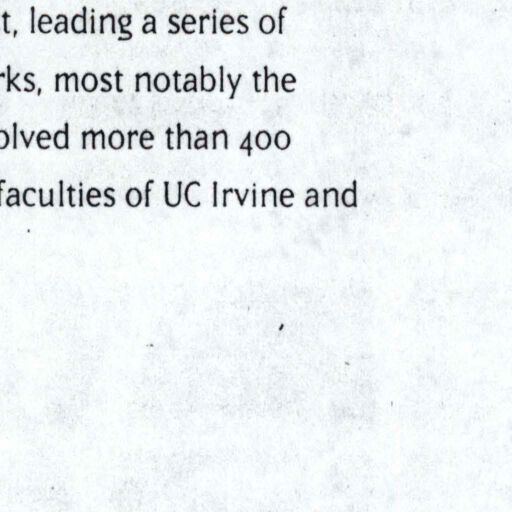 t, leading a series of
rks, most notably the
olved more than 400
faculties of UC Irvine and